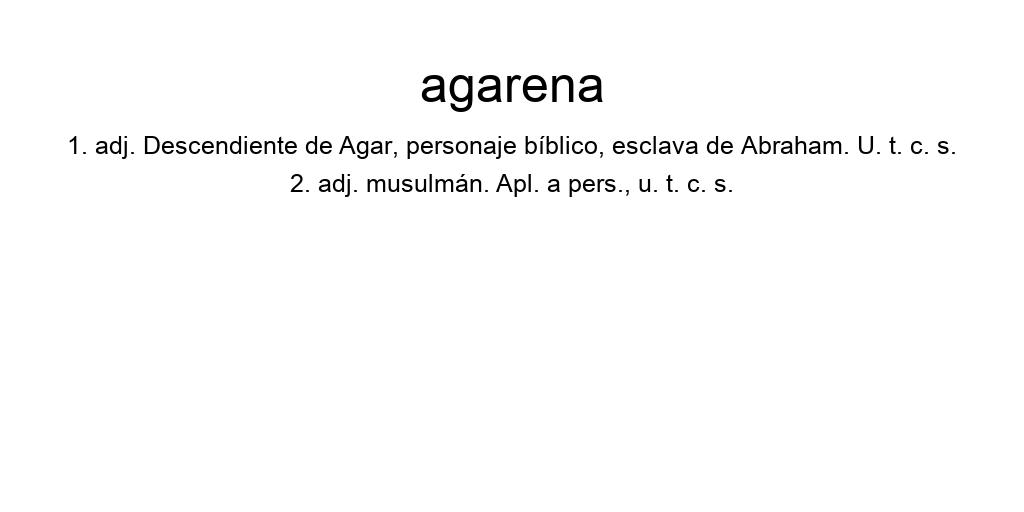 agarena
1. adj. Descendiente de Agar, personaje bíblico, esclava de Abraham. U. t. c. s.
2. adj. musulmán. Apl. a pers., u. t. c. s.